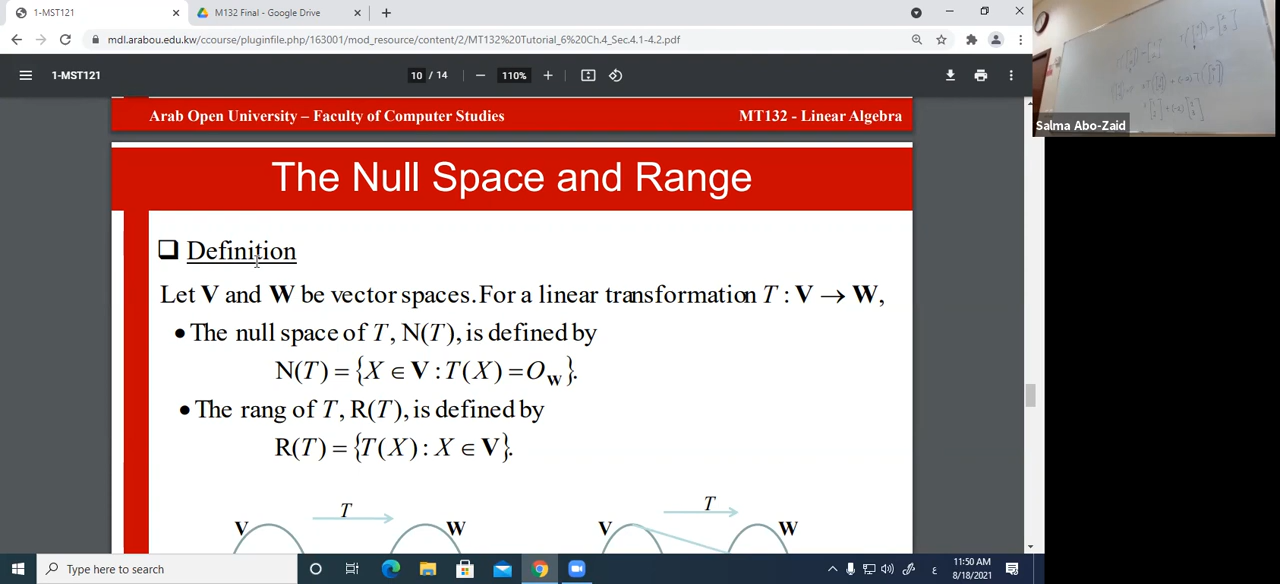 1-MST121
M132 Final - Google Drive
mdl.arabou.edu.kw/ccourse/pluginfile.php/163001/mod_resource/content/2/MT132%20Tutorial_6%20Ch.4_Sec.4.1-4.2.pdf
1-MST121
10 / 14
110%
Salma Abo-Zaid
Arab Open University – Faculty of Computer Studies
MT132 - Linear Algebra
The Null Space and Range
Definition
Let V and W be vector spaces. For a linear transformation T : V → W,
• The null space of T, N(T), is defined by
N(T) = {X ∈ V : T(X) = O_W}.
• The rang of T, R(T), is defined by
R(T) = {T(X) : X ∈ V}.
T
T
V
W
V
W
Type here to search
ع
11:50 AM
8/18/2021